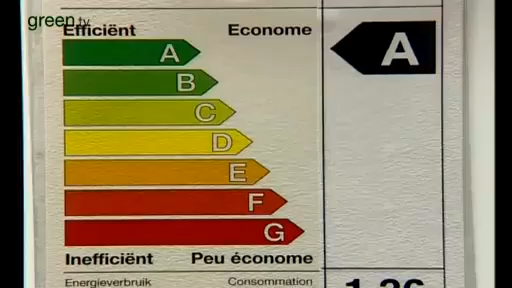 green.tv
Efficiënt Econome
A
A
B
C
D
E
F
G
Inefficiënt Peu économe
Energieverbruik Consommation